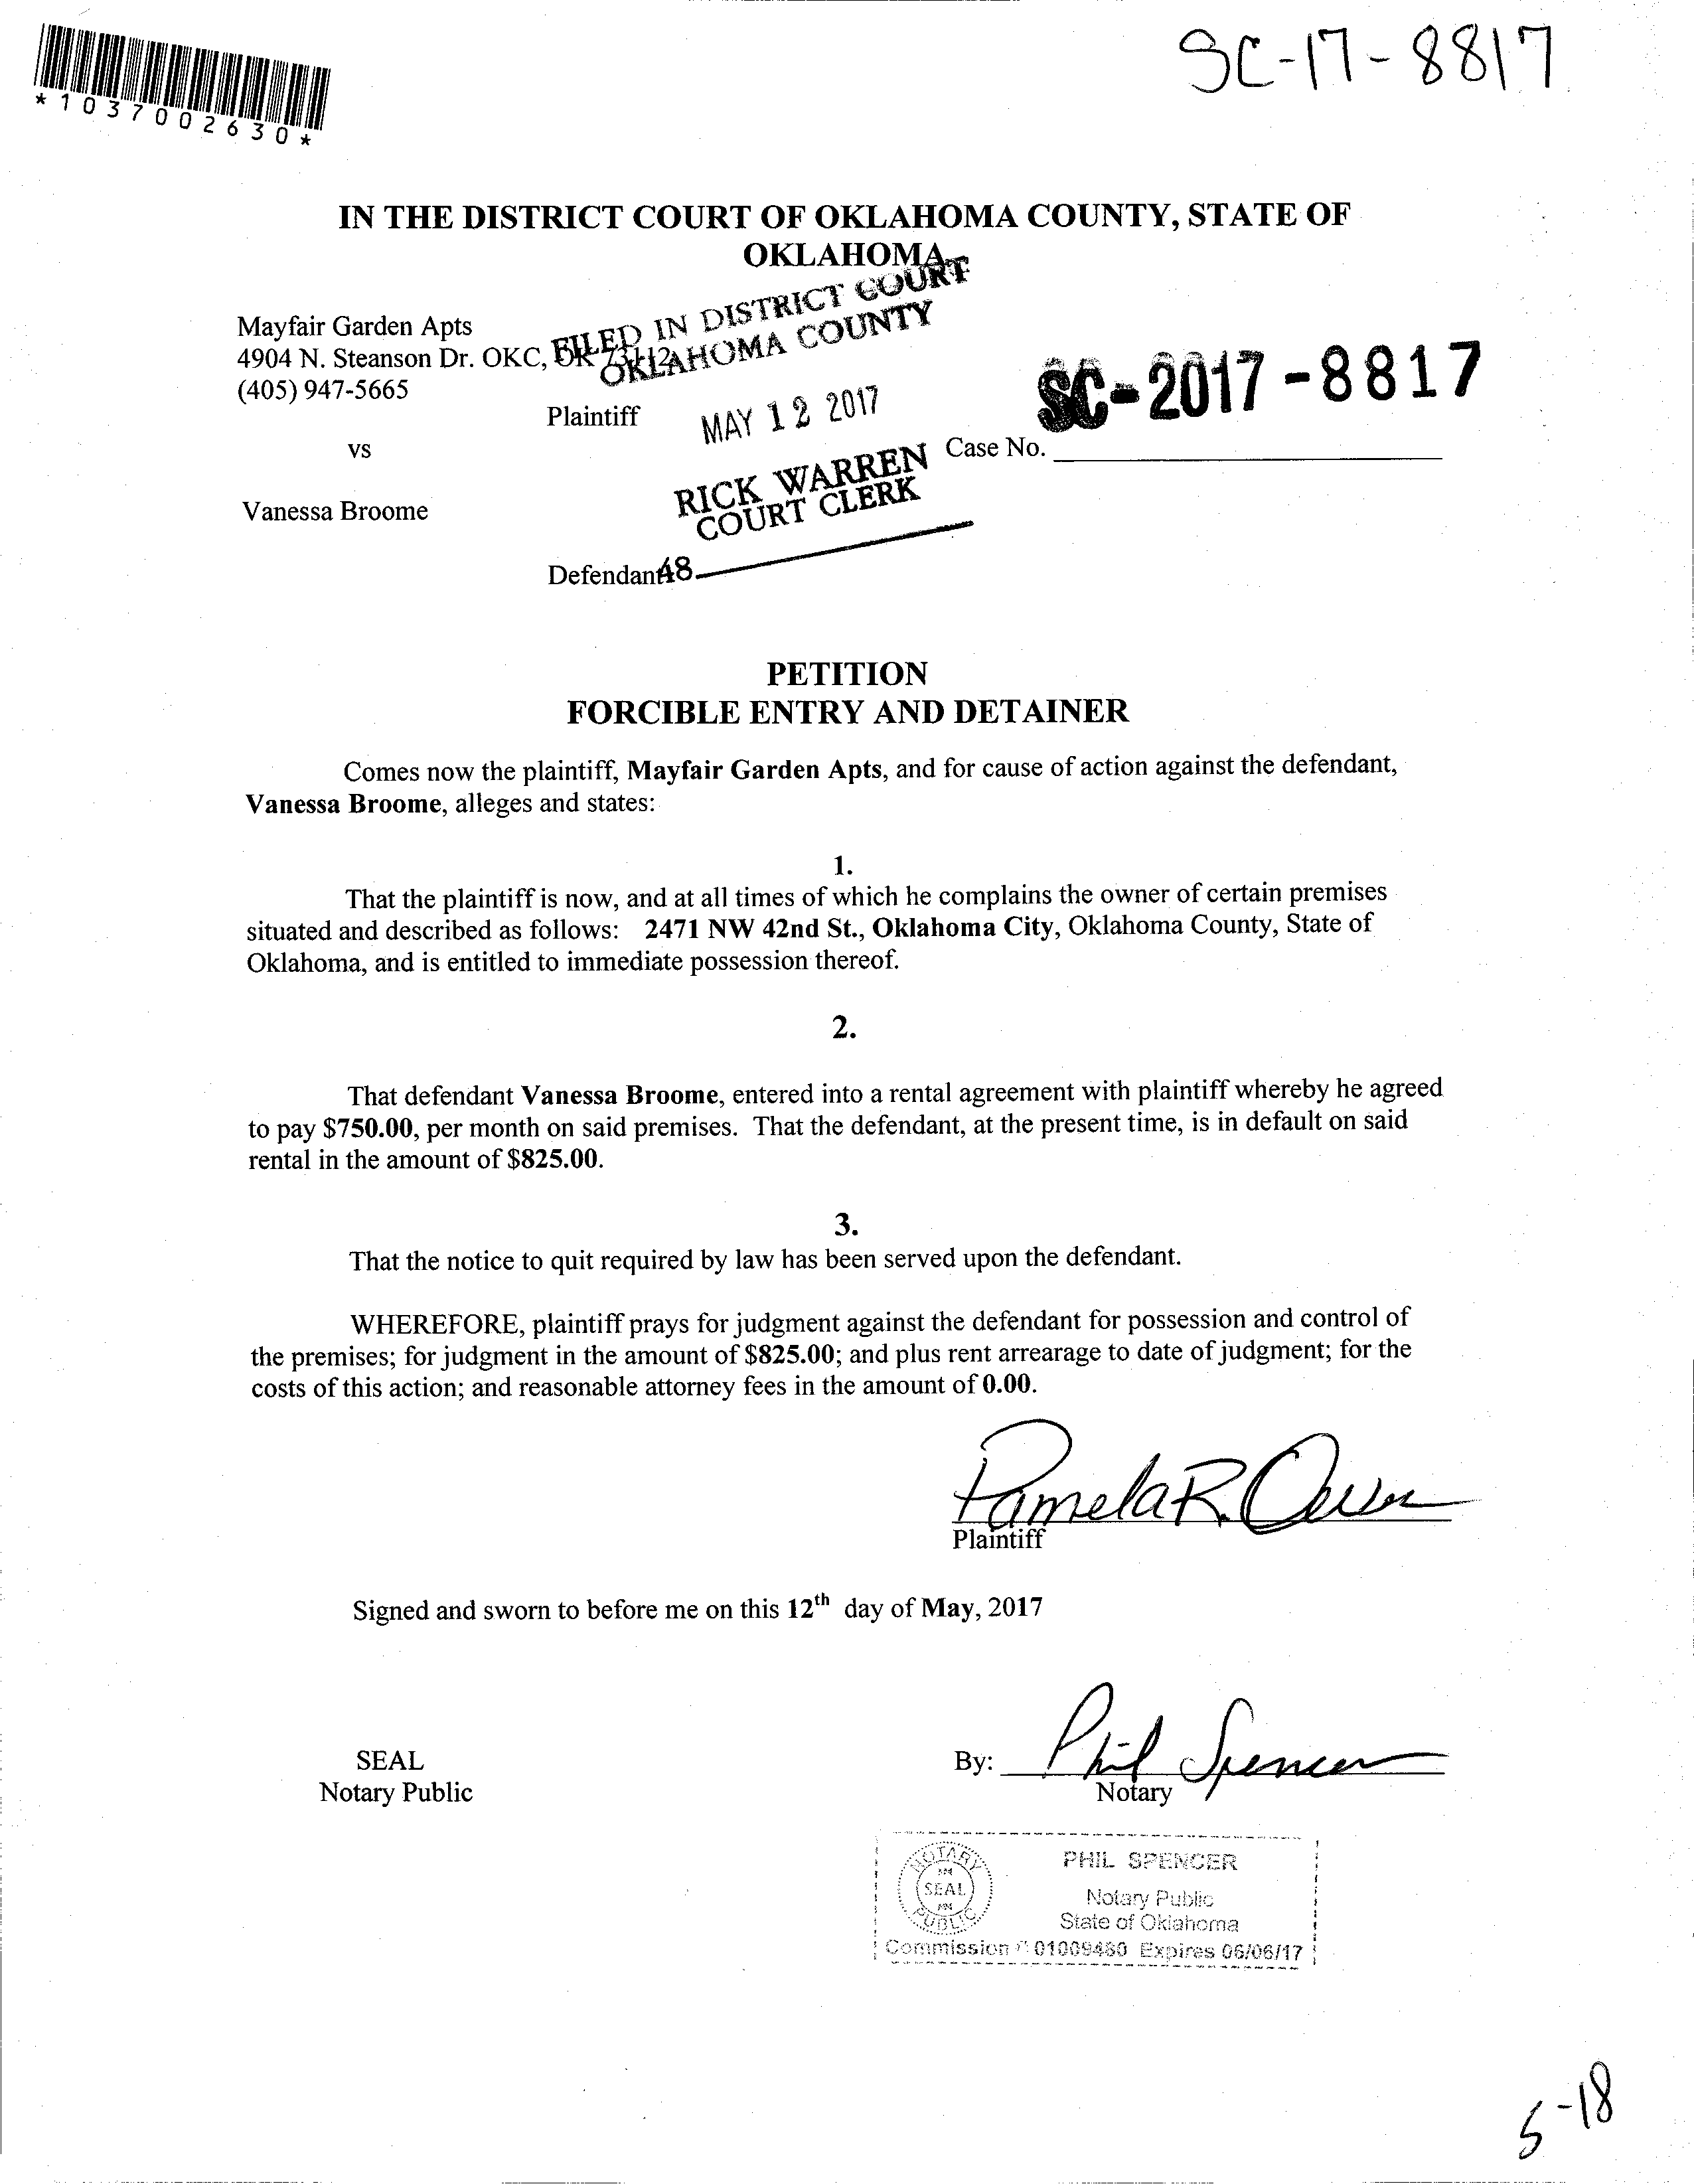 SC-17-8817
*1037002630*
IN THE DISTRICT COURT OF OKLAHOMA COUNTY, STATE OF
OKLAHOMA
FILED IN DISTRICT COURT
OKLAHOMA COUNTY
Mayfair Garden Apts
4904 N. Steanson Dr. OKC, OK 73112
(405) 947-5665
SC-2017-8817
Plaintiff
MAY 12 2017
vs
Case No.
RICK WARREN
COURT CLERK
Vanessa Broome
Defendant
48
PETITION
FORCIBLE ENTRY AND DETAINER
Comes now the plaintiff, Mayfair Garden Apts, and for cause of action against the defendant,
Vanessa Broome, alleges and states:
1.
That the plaintiff is now, and at all times of which he complains the owner of certain premises
situated and described as follows: 2471 NW 42nd St., Oklahoma City, Oklahoma County, State of
Oklahoma, and is entitled to immediate possession thereof.
2.
That defendant Vanessa Broome, entered into a rental agreement with plaintiff whereby he agreed
to pay $750.00, per month on said premises. That the defendant, at the present time, is in default on said
rental in the amount of $825.00.
3.
That the notice to quit required by law has been served upon the defendant.
WHEREFORE, plaintiff prays for judgment against the defendant for possession and control of
the premises; for judgment in the amount of $825.00; and plus rent arrearage to date of judgment; for the
costs of this action; and reasonable attorney fees in the amount of 0.00.
Pamela R. Owen
Plaintiff
Signed and sworn to before me on this 12th day of May, 2017
Phil Spencer
SEAL
By:
Notary Public
Notary
NOTARY
SEAL
PUBLIC
PHIL SPENCER
Notary Public
State of Oklahoma
Commission # 01009480 Expires 06/06/17
5-18